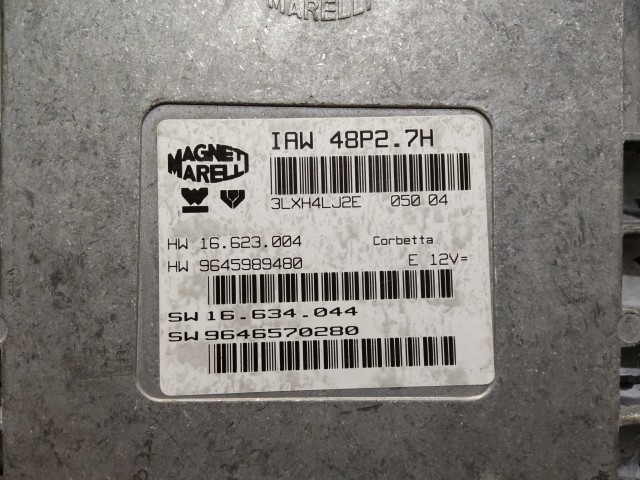 MARELLI
MAGNETI
MARELLI
IAW 48P2.7H
3LXH4LJ2E 050 04
HW 16.623.004 Corbetta
HW 9645989480 E 12V=
SW 16.634.044
SW 9646570280